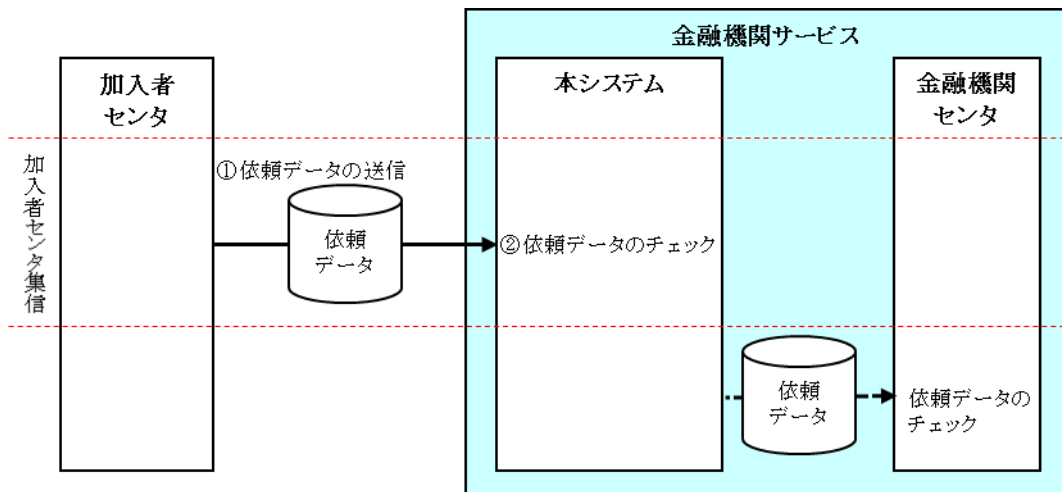 金融機関サービス
加入者
センタ
本システム
金融機関
センタ
加入者センタ集信
①依頼データの送信
依頼
データ
②依頼データのチェック
依頼
データ
依頼データの
チェック